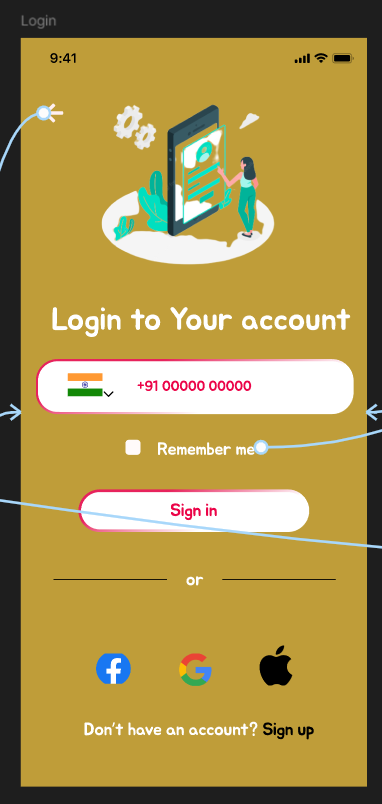 Login
9:41
Login to Your account
+91 00000 00000
Remember me
Sign in
or
Don't have an account? Sign up